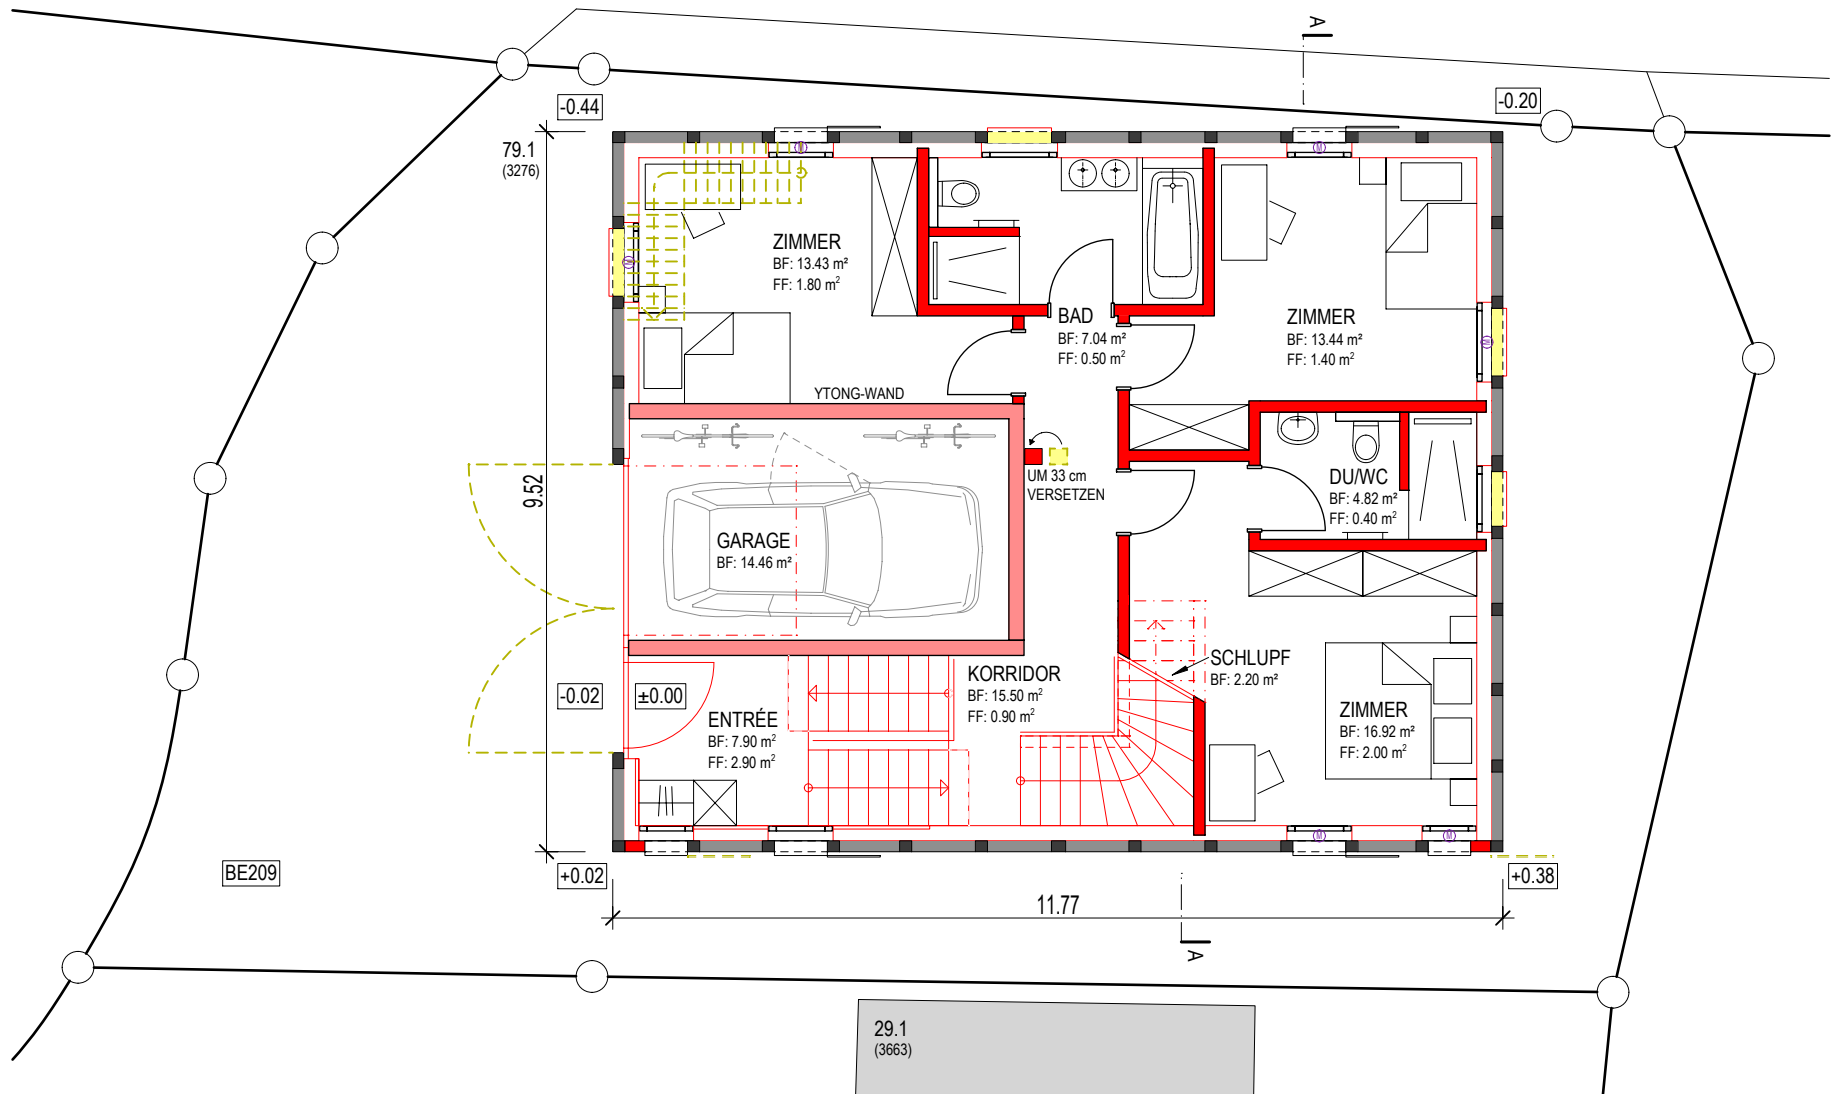 A
-0.44
-0.20
79.1
(3276)
ZIMMER
BF: 13.43 m²
FF: 1.80 m²
BAD
BF: 7.04 m²
FF: 0.50 m²
ZIMMER
BF: 13.44 m²
FF: 1.40 m²
YTONG-WAND
UM 33 cm
VERSETZEN
DU/WC
BF: 4.82 m²
FF: 0.40 m²
9.52
GARAGE
BF: 14.46 m²
-0.02
±0.00
ENTRÉE
BF: 7.90 m²
FF: 2.90 m²
KORRIDOR
BF: 15.50 m²
FF: 0.90 m²
SCHLUPF
BF: 2.20 m²
ZIMMER
BF: 16.92 m²
FF: 2.00 m²
M
M
M
M
M
M
BE209
+0.02
+0.38
11.77
A
29.1
(3663)